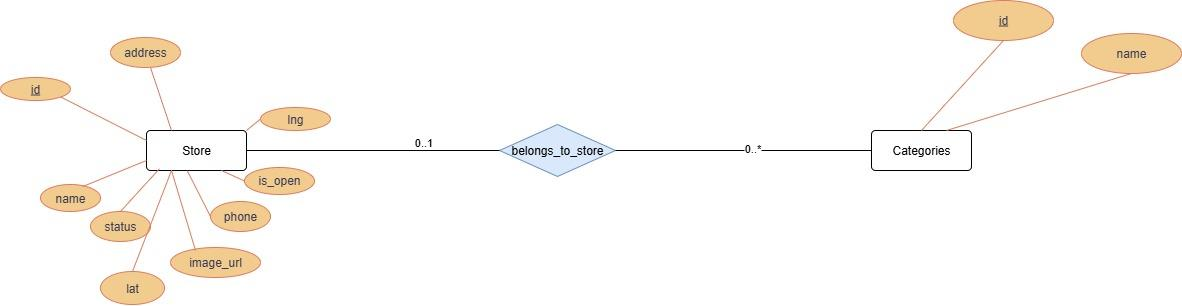 id
name
address
id
lng
Store
0..1
belongs_to_store
0..*
Categories
is_open
name
phone
status
image_url
lat